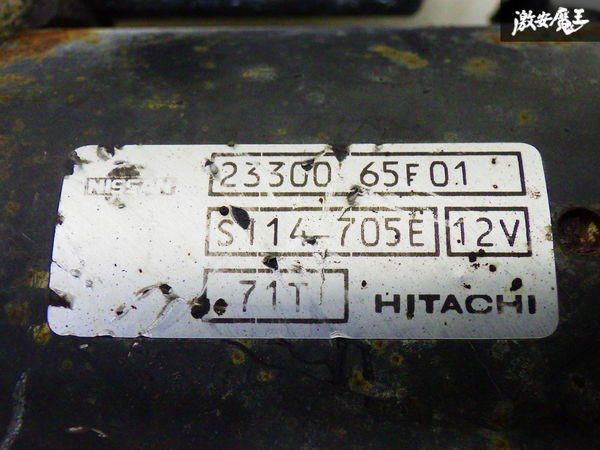 激安魔王
NISSAN 23300 65F01
S114-705E 12V
71T HITACHI